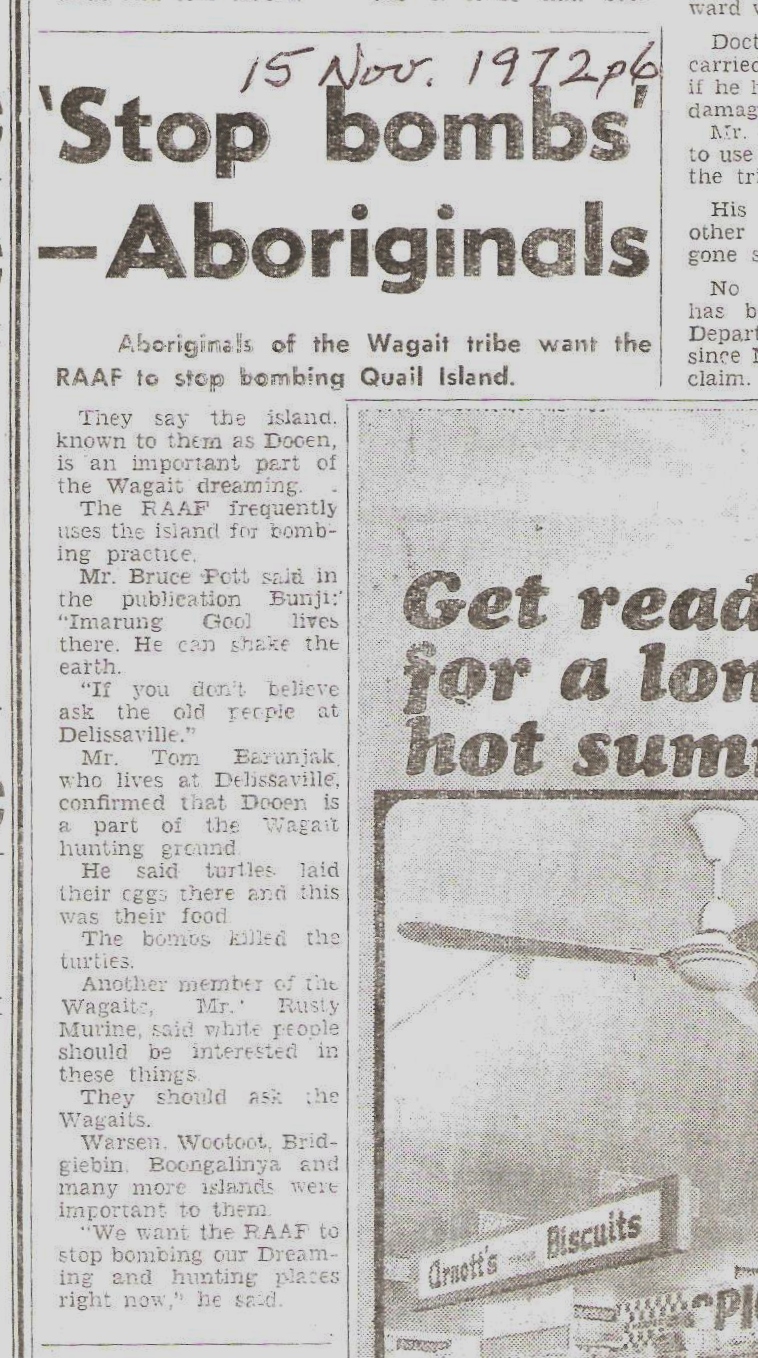 15 Nov. 1972 p6
'Stop bombs'
—Aboriginals
Aboriginals of the Wagait tribe want the
RAAF to stop bombing Quail Island.
They say the island,
known to them as Dooen,
is an important part of
the Wagait dreaming.
The RAAF frequently
uses the island for bomb-
ing practice.
Mr. Bruce Pott said in
the publication Bunji:
"Imarung Gool lives
there. He can shake the
earth.
"If you don't believe
ask the old people at
Delissaville."
Mr. Tom Barunjak,
who lives at Delissaville,
confirmed that Dooen is
a part of the Wagait
hunting ground.
He said turtles laid
their eggs there and this
was their food.
The bombs killed the
turtles.
Another member of the
Wagaits, Mr. Rusty
Murine, said white people
should be interested in
these things.
They should ask the
Wagaits.
Warsen, Wootoot, Brid-
giebin, Boongalinya and
many more islands were
important to them.
"We want the RAAF to
stop bombing our Dream-
ing and hunting places
right now," he said.
ward
Doct
carried
if he
damag
Mr.
to use
the tri
His
other
gone s
No
has b
Depart
since
claim.
Get read
for a lon
hot sum
Arnott's Biscuits